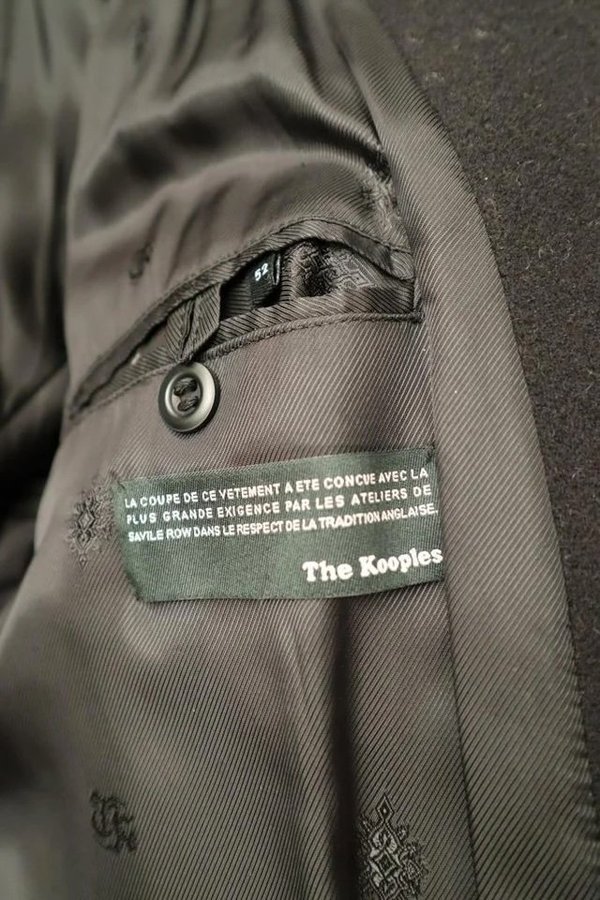 52
LA COUPE DE CE VETEMENT A ETE CONCUE AVEC LA
PLUS GRANDE EXIGENCE PAR LES ATELIERS DE
SAVILE ROW DANS LE RESPECT DE LA TRADITION ANGLAISE.
The Kooples